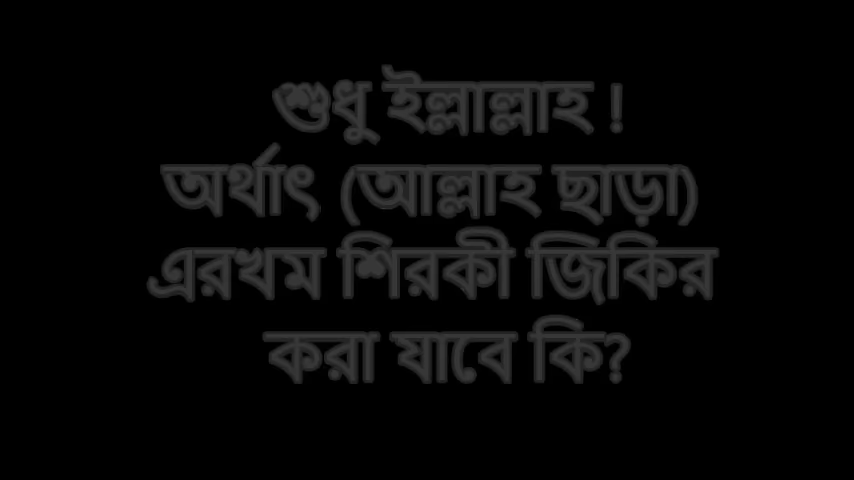 শুধু ইল্লাল্লাহ !
অর্থাৎ (আল্লাহ ছাড়া)
এরখম শিরকী জিকির
করা যাবে কি?